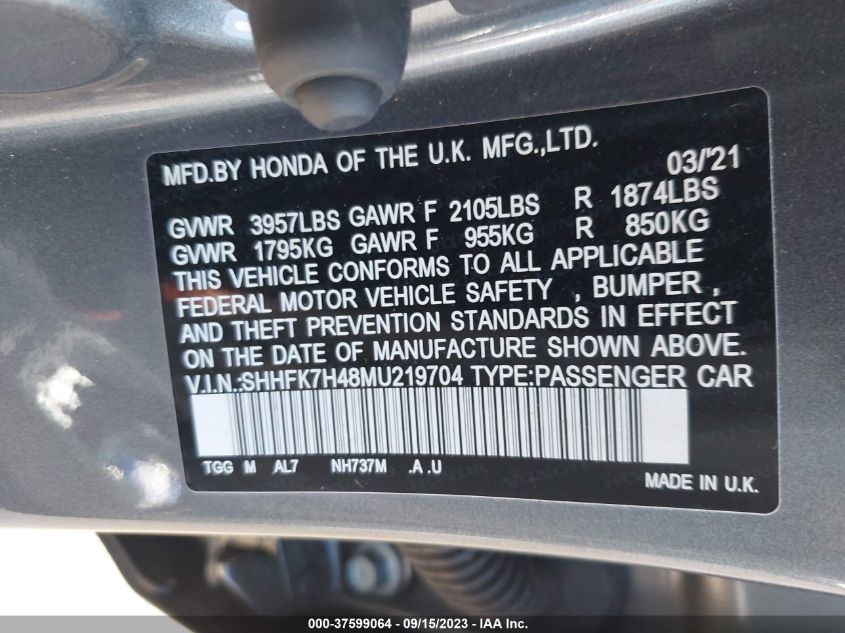 MFD.BY HONDA OF THE U.K. MFG.,LTD. 03/'21
GVWR 3957LBS GAWR F 2105LBS R 1874LBS
GVWR 1795KG GAWR F 955KG R 850KG
THIS VEHICLE CONFORMS TO ALL APPLICABLE
FEDERAL MOTOR VEHICLE SAFETY , BUMPER ,
AND THEFT PREVENTION STANDARDS IN EFFECT
ON THE DATE OF MANUFACTURE SHOWN ABOVE.
V.I.N.:SHHFK7H48MU219704 TYPE:PASSENGER CAR
TGG M AL7 NH737M .A .U
MADE IN U.K.
000-37599064 - 09/15/2023 - IAAI Inc.